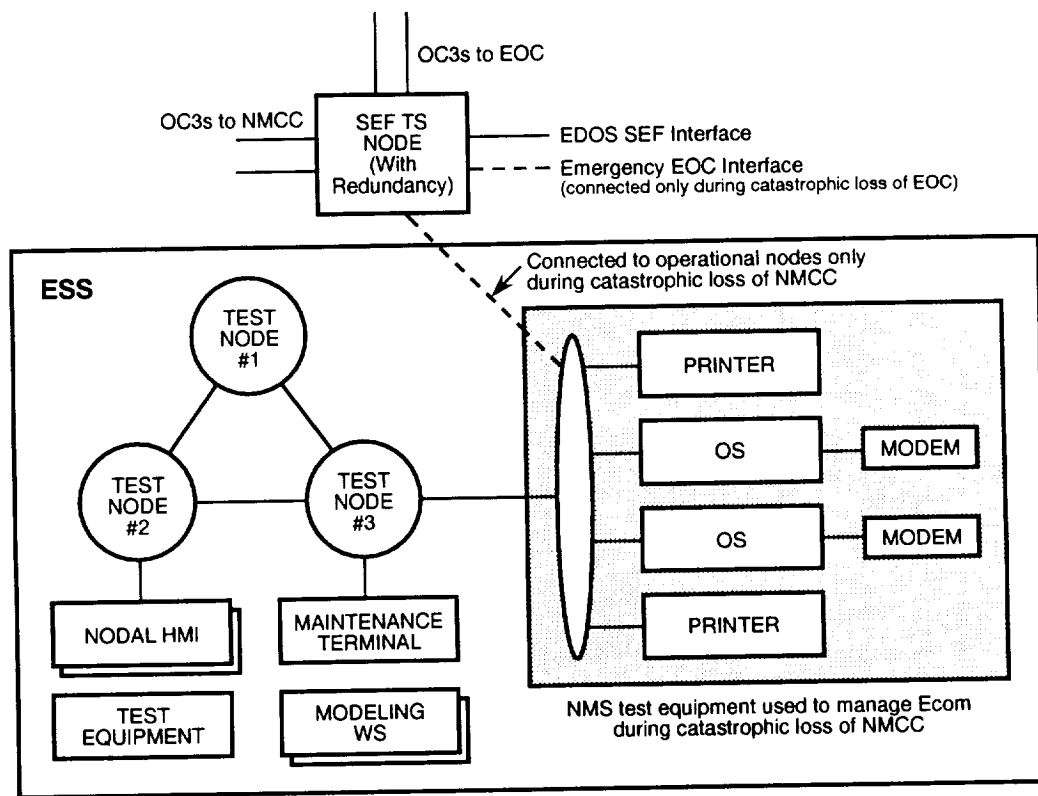 OC3s to EOC
OC3s to NMCC
SEF TS
NODE
(With
Redundancy)
EDOS SEF Interface
Emergency EOC Interface
(connected only during catastrophic loss of EOC)
Connected to operational nodes only
during catastrophic loss of NMCC
ESS
TEST
NODE
#1
TEST
NODE
#2
TEST
NODE
#3
PRINTER
OS
MODEM
OS
MODEM
PRINTER
NODAL HMI
MAINTENANCE
TERMINAL
TEST
EQUIPMENT
MODELING
WS
NMS test equipment used to manage Ecom
during catastrophic loss of NMCC